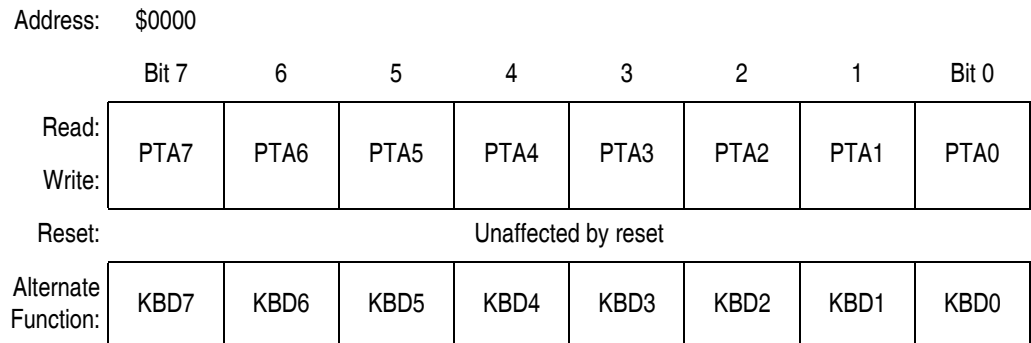 Address: $0000
Bit 7 6 5 4 3 2 1 Bit 0
Read:
PTA7 PTA6 PTA5 PTA4 PTA3 PTA2 PTA1 PTA0
Write:
Reset: Unaffected by reset
Alternate
Function: KBD7 KBD6 KBD5 KBD4 KBD3 KBD2 KBD1 KBD0